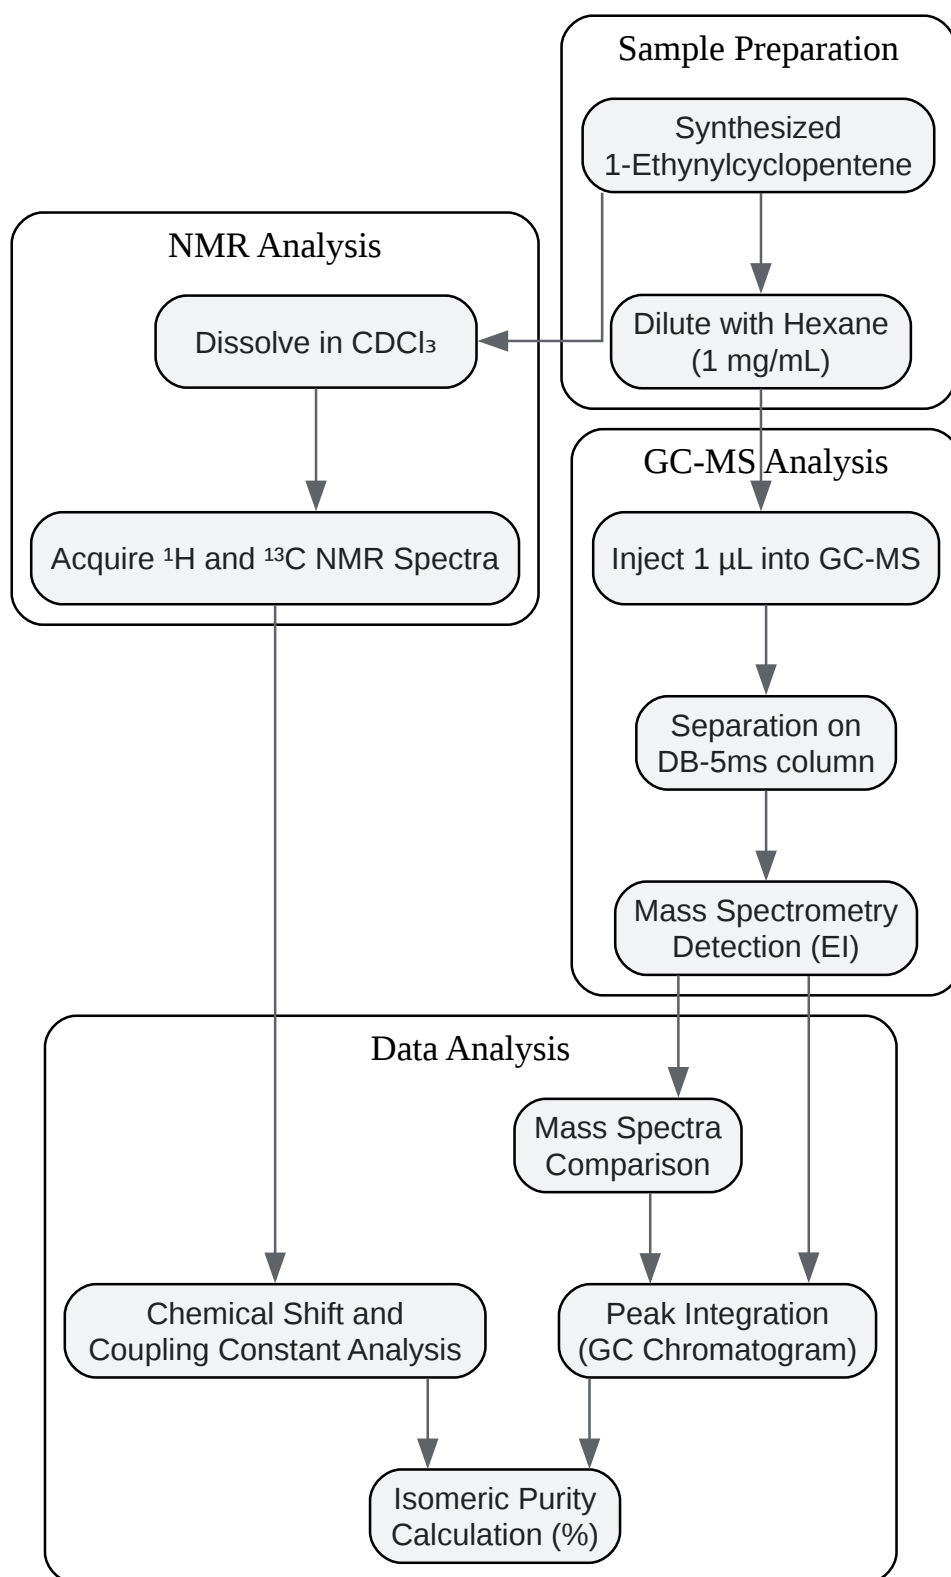 Sample Preparation
Synthesized
1-Ethynylcyclopentene
NMR Analysis
Dissolve in CDCl₃
Dilute with Hexane
(1 mg/mL)
GC-MS Analysis
Acquire ¹H and ¹³C NMR Spectra
Inject 1 µL into GC-MS
Separation on
DB-5ms column
Mass Spectrometry
Detection (EI)
Data Analysis
Mass Spectra
Comparison
Chemical Shift and
Coupling Constant Analysis
Peak Integration
(GC Chromatogram)
Isomeric Purity
Calculation (%)